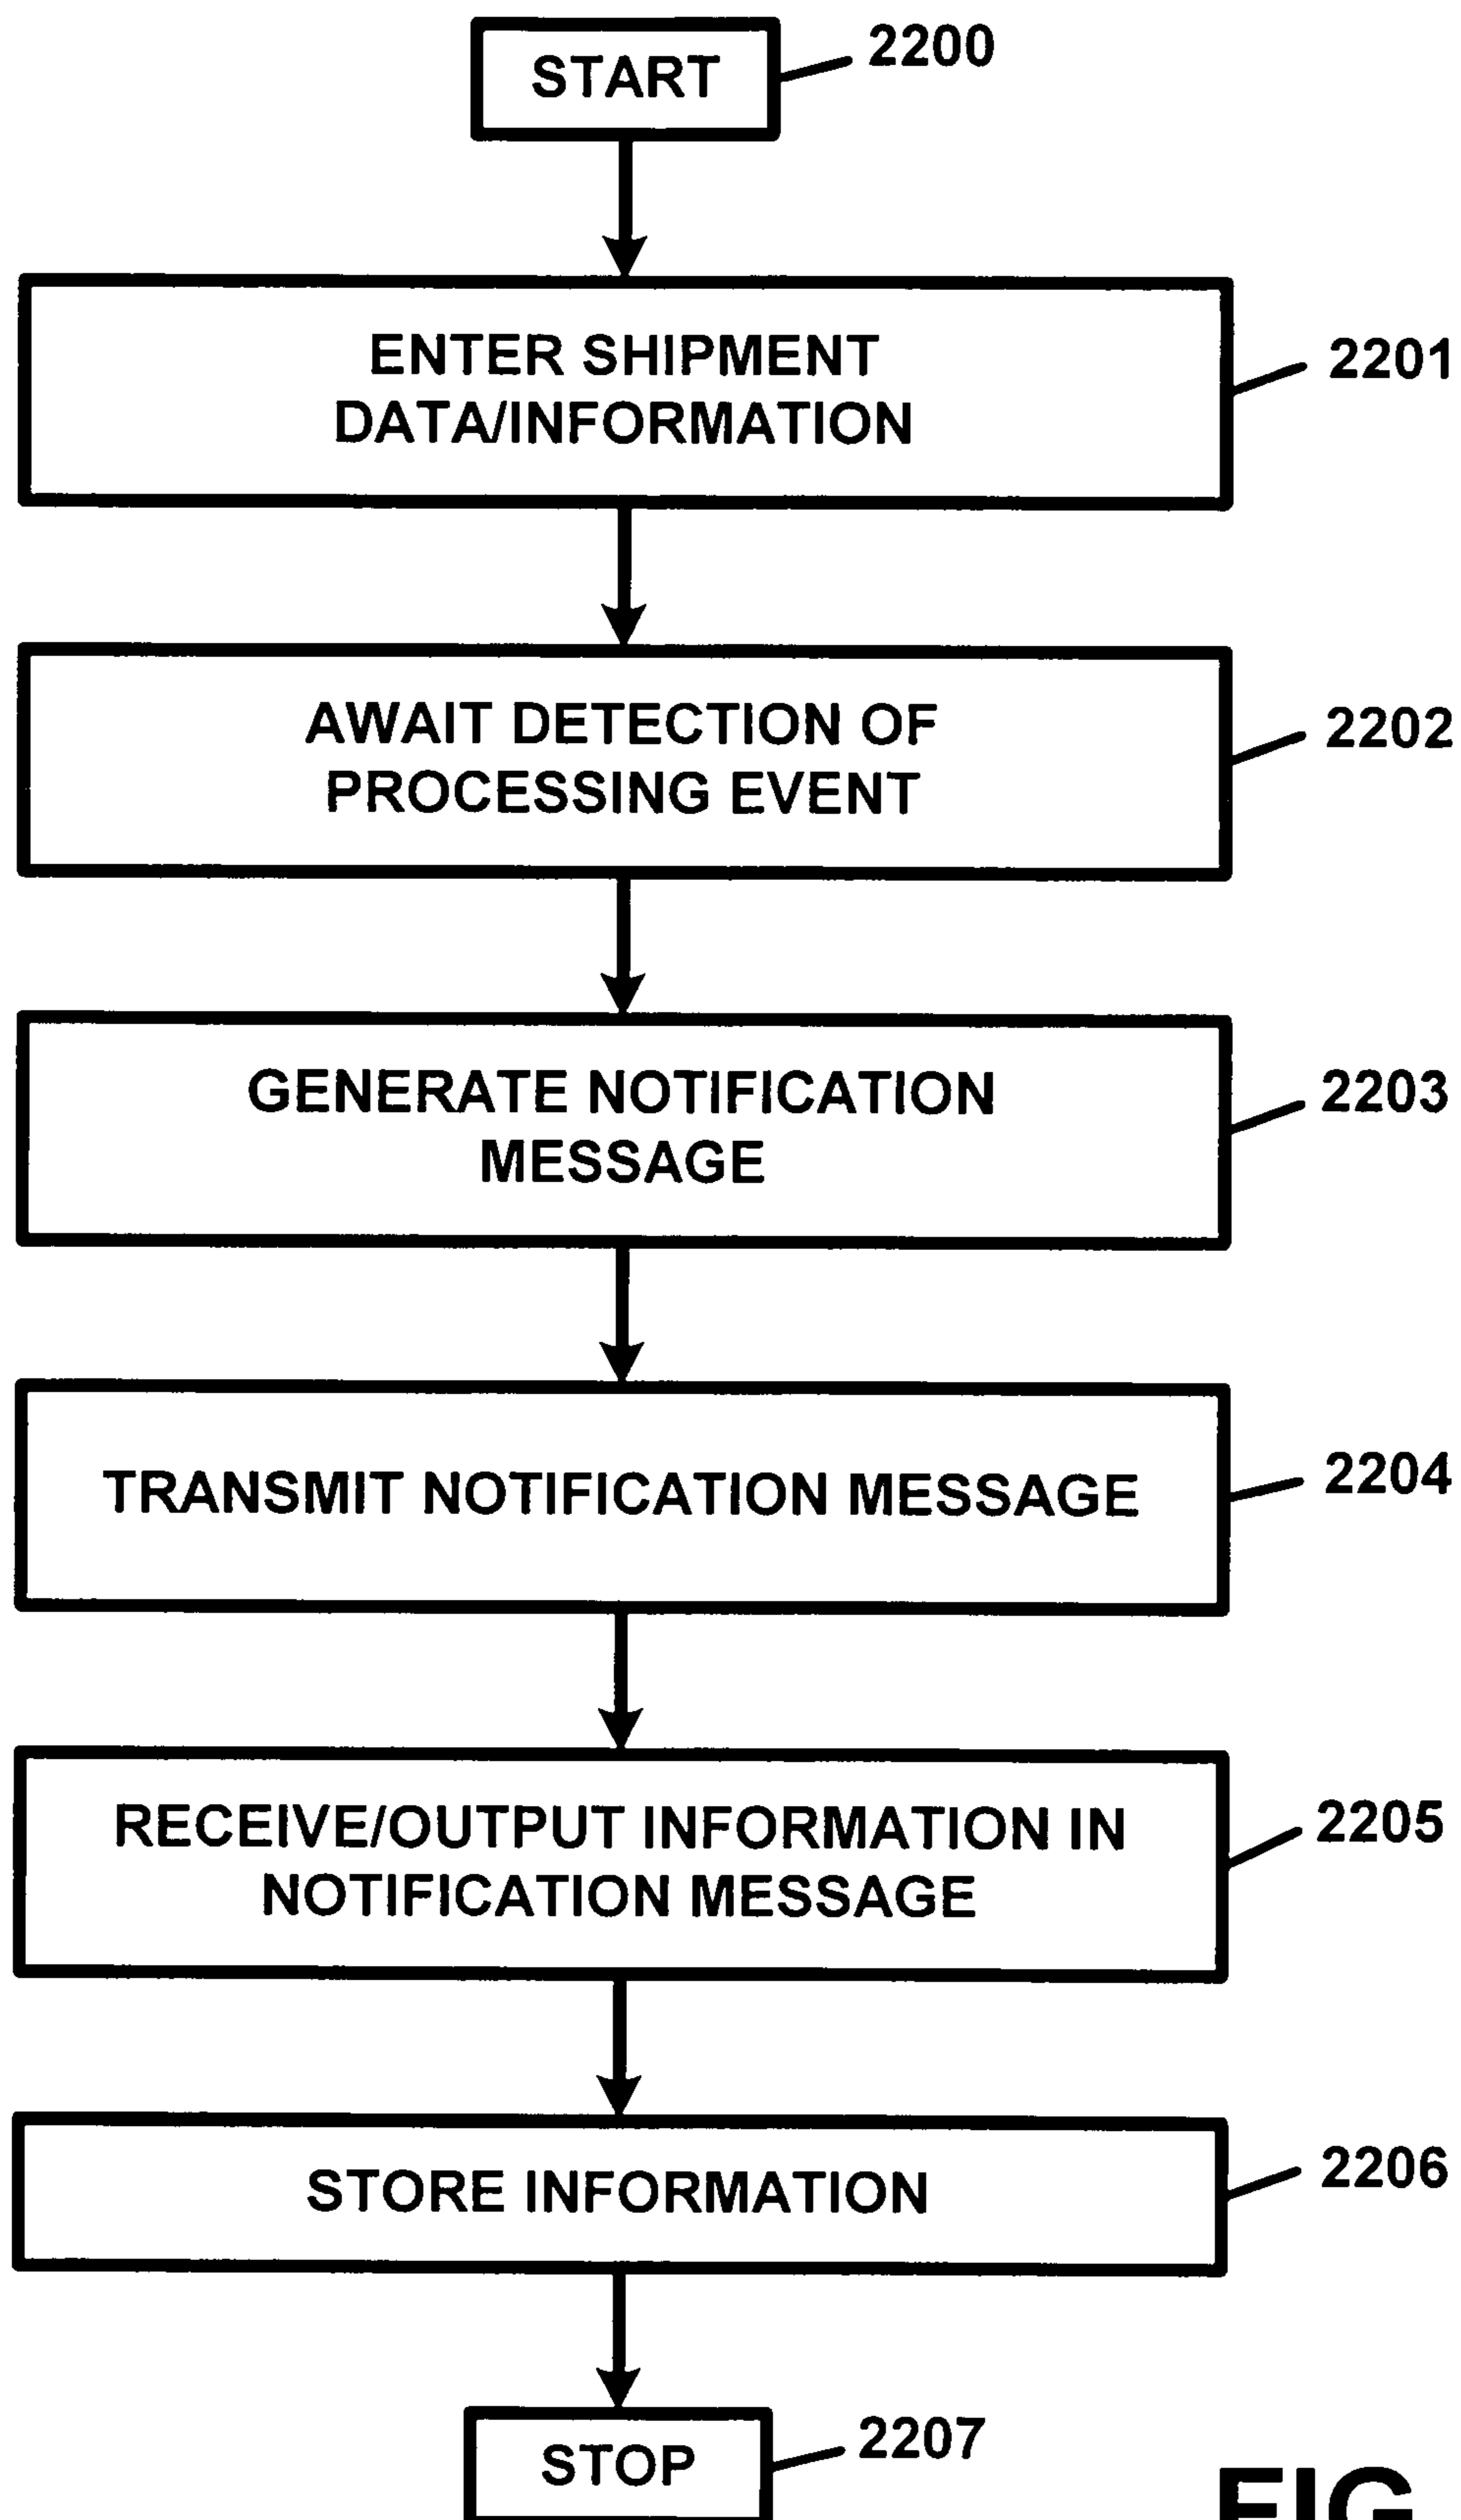 START
2200
ENTER SHIPMENT
DATA/INFORMATION
2201
AWAIT DETECTION OF
PROCESSING EVENT
2202
GENERATE NOTIFICATION
MESSAGE
2203
TRANSMIT NOTIFICATION MESSAGE
2204
RECEIVE/OUTPUT INFORMATION IN
NOTIFICATION MESSAGE
2205
STORE INFORMATION
2206
STOP
2207
FIG